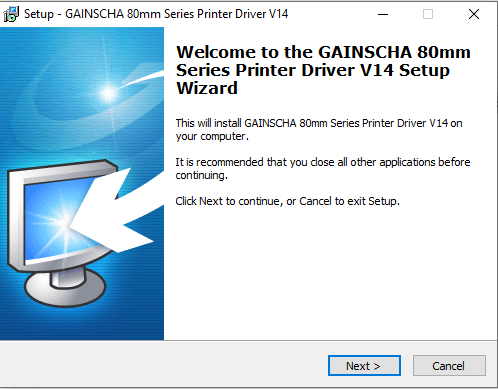 Setup - GAINSCHA 80mm Series Printer Driver V14
Welcome to the GAINSCHA 80mm
Series Printer Driver V14 Setup
Wizard
This will install GAINSCHA 80mm Series Printer Driver V14 on
your computer.
It is recommended that you close all other applications before
continuing.
Click Next to continue, or Cancel to exit Setup.
Next >
Cancel